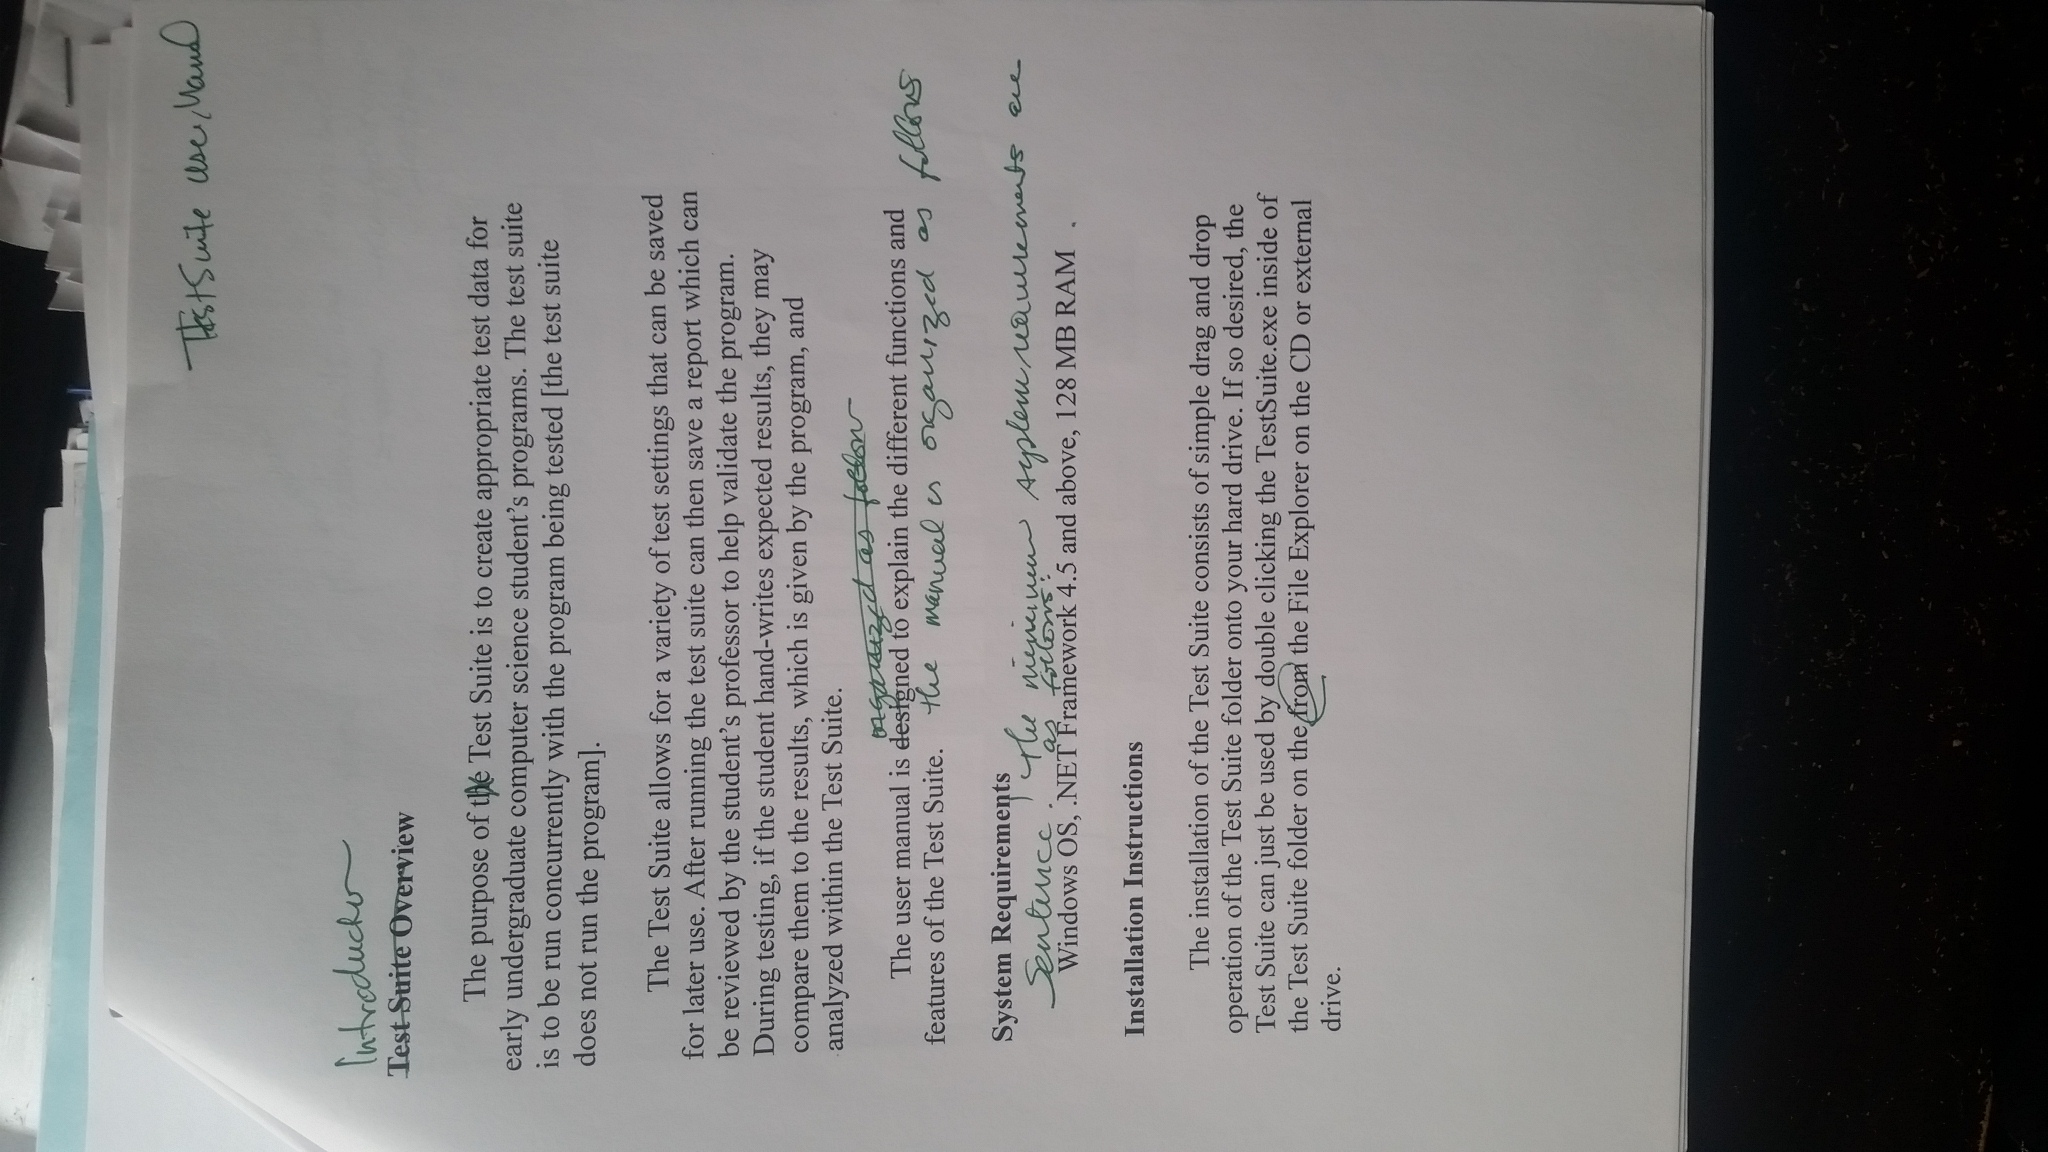 TestSuite User Manual
Introduction
Test Suite Overview
The purpose of the Test Suite is to create appropriate test data for
early undergraduate computer science student's programs. The test suite
is to be run concurrently with the program being tested [the test suite
does not run the program].
The Test Suite allows for a variety of test settings that can be saved
for later use. After running the test suite can then save a report which can
be reviewed by the student's professor to help validate the program.
During testing, if the student hand-writes expected results, they may
compare them to the results, which is given by the program, and
analyzed within the Test Suite.
organized as follow
The user manual is designed to explain the different functions and
features of the Test Suite. the manual is organized as follows
System Requirements
Sentence! The minimum system requirements are
as follows:
Windows OS, .NET Framework 4.5 and above, 128 MB RAM .
Installation Instructions
The installation of the Test Suite consists of simple drag and drop
operation of the Test Suite folder onto your hard drive. If so desired, the
Test Suite can just be used by double clicking the TestSuite.exe inside of
the Test Suite folder on the from the File Explorer on the CD or external
drive.